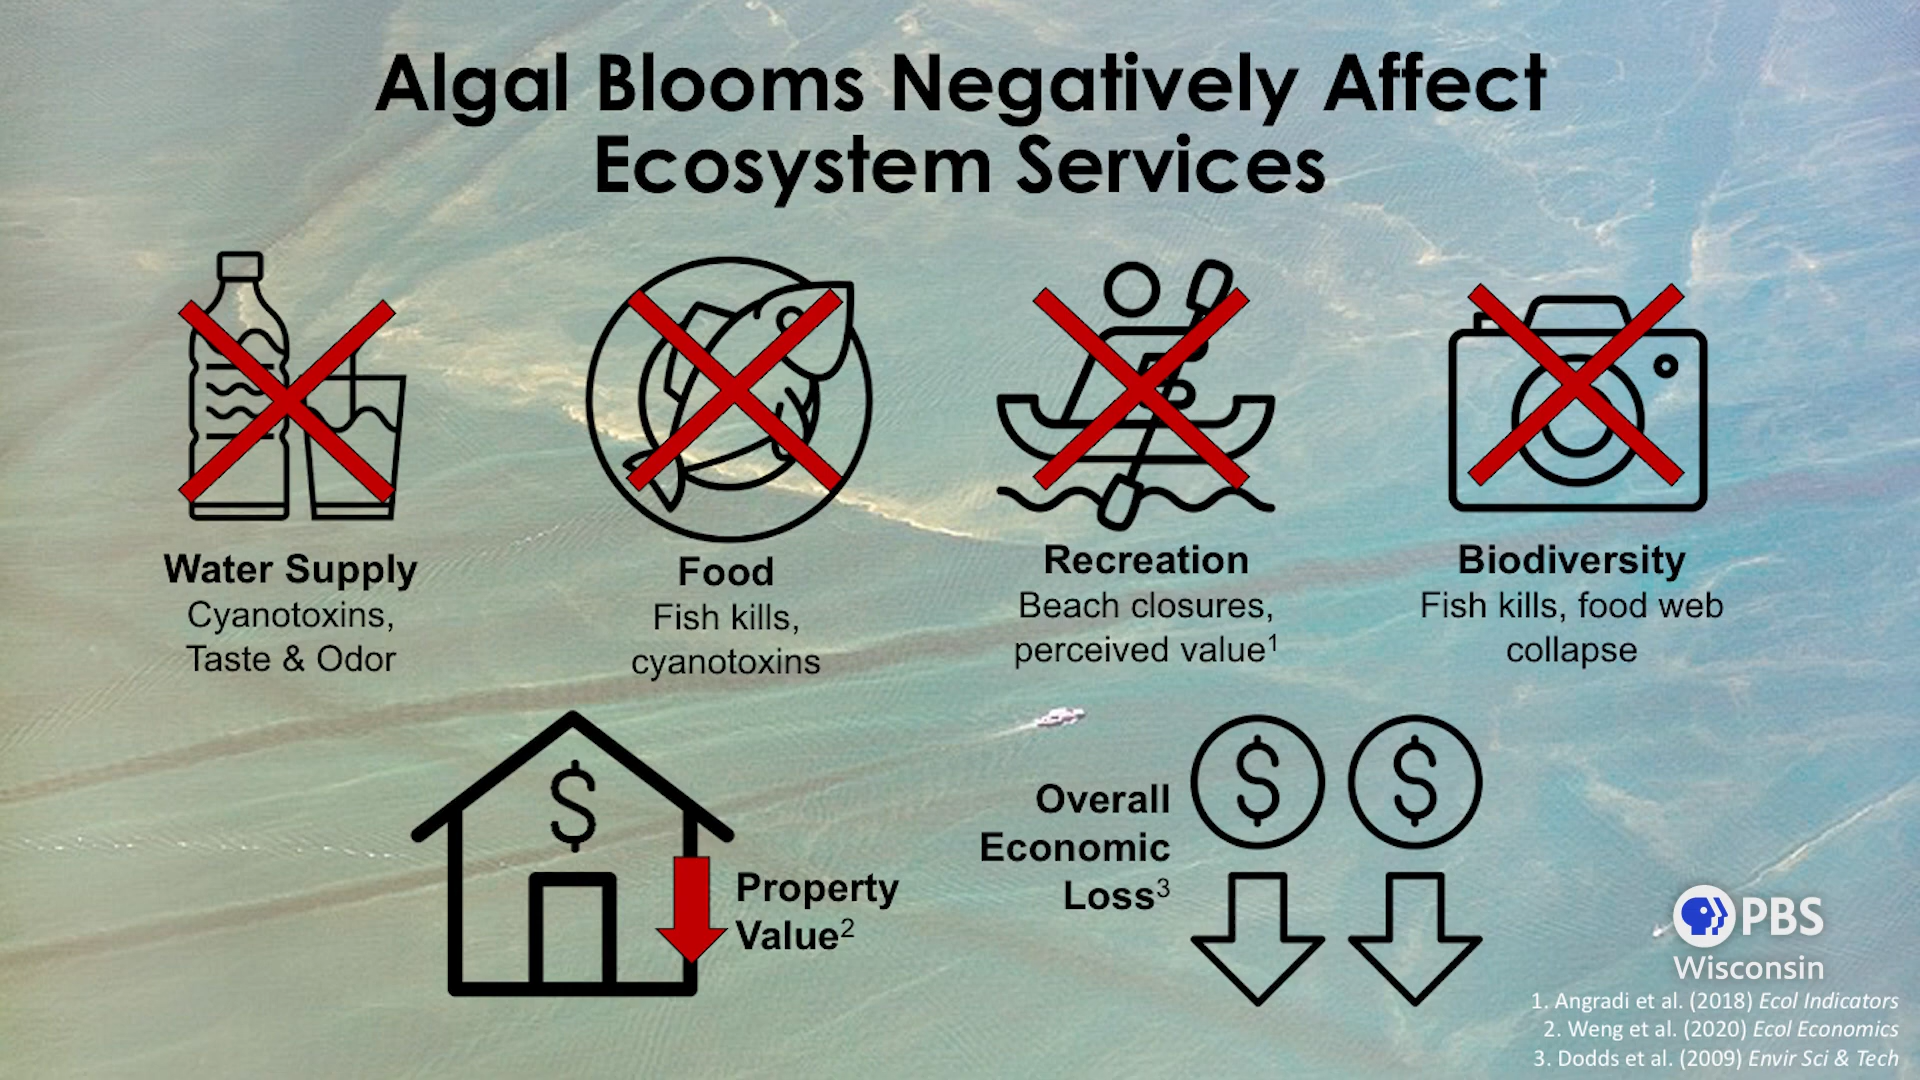 Algal Blooms Negatively Affect
Ecosystem Services
Water Supply
Cyanotoxins,
Taste & Odor
Food
Fish kills,
cyanotoxins
Recreation
Beach closures,
perceived value¹
Biodiversity
Fish kills, food web
collapse
$
Property
Value²
Overall
Economic
Loss³
$ $
PBS
Wisconsin
1. Angradi et al. (2018) Ecol Indicators
2. Weng et al. (2020) Ecol Economics
3. Dodds et al. (2009) Envir Sci & Tech